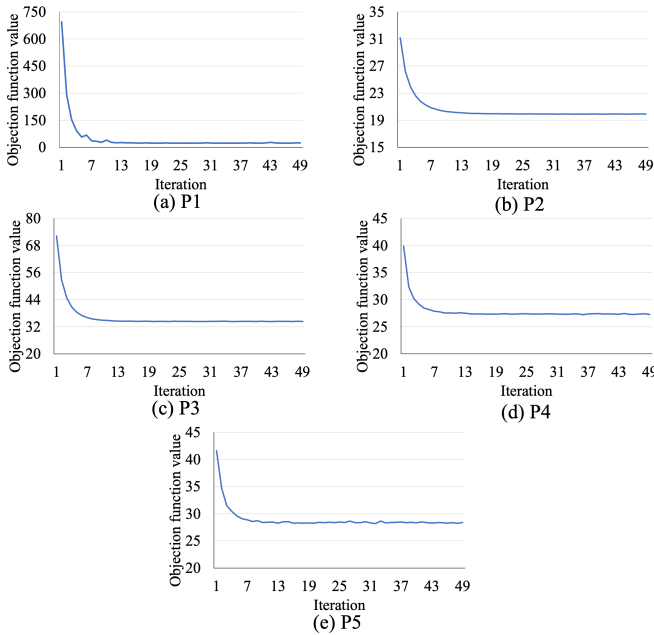 Objection function value
750
600
450
300
150
0
1 7 13 19 25 31 37 43 49
Iteration
(a) P1
Objection function value
35
31
27
23
19
15
1 7 13 19 25 31 37 43 49
Iteration
(b) P2
Objection function value
80
68
56
44
32
20
1 7 13 19 25 31 37 43 49
Iteration
(c) P3
Objection function value
45
40
35
30
25
20
1 7 13 19 25 31 37 43 49
Iteration
(d) P4
Objection function value
45
40
35
30
25
20
1 7 13 19 25 31 37 43 49
Iteration
(e) P5